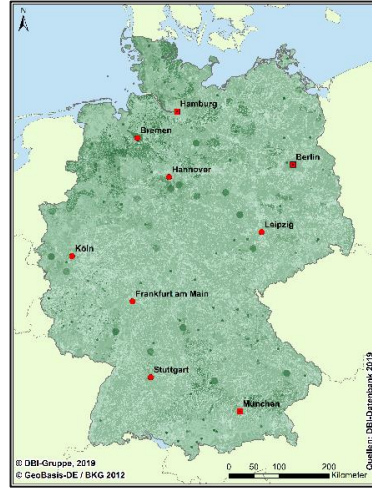 N
Hamburg
Bremen
Berlin
Hannover
Leipzig
Köln
Frankfurt am Main
Stuttgart
München
Quellen: DBI-Datenbank 2019
© DBI-Gruppe, 2019
© GeoBasis-DE / BKG 2012
0 50 100 200
Kilometer